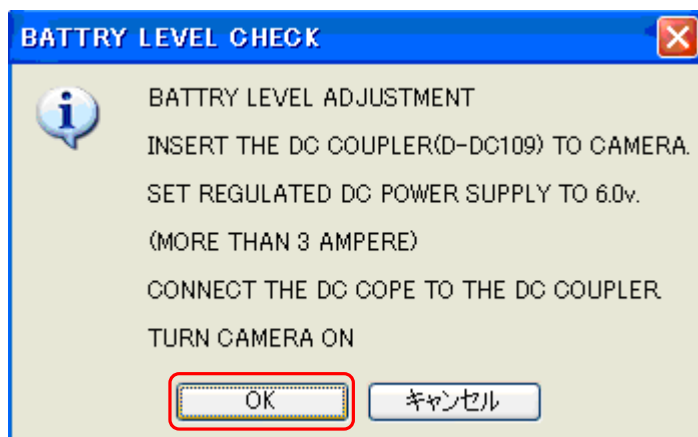 BATTRY LEVEL CHECK
BATTRY LEVEL ADJUSTMENT
INSERT THE DC COUPLER(D-DC109) TO CAMERA.
SET REGULATED DC POWER SUPPLY TO 6.0v.
(MORE THAN 3 AMPERE)
CONNECT THE DC COPE TO THE DC COUPLER.
TURN CAMERA ON
OK キャンセル